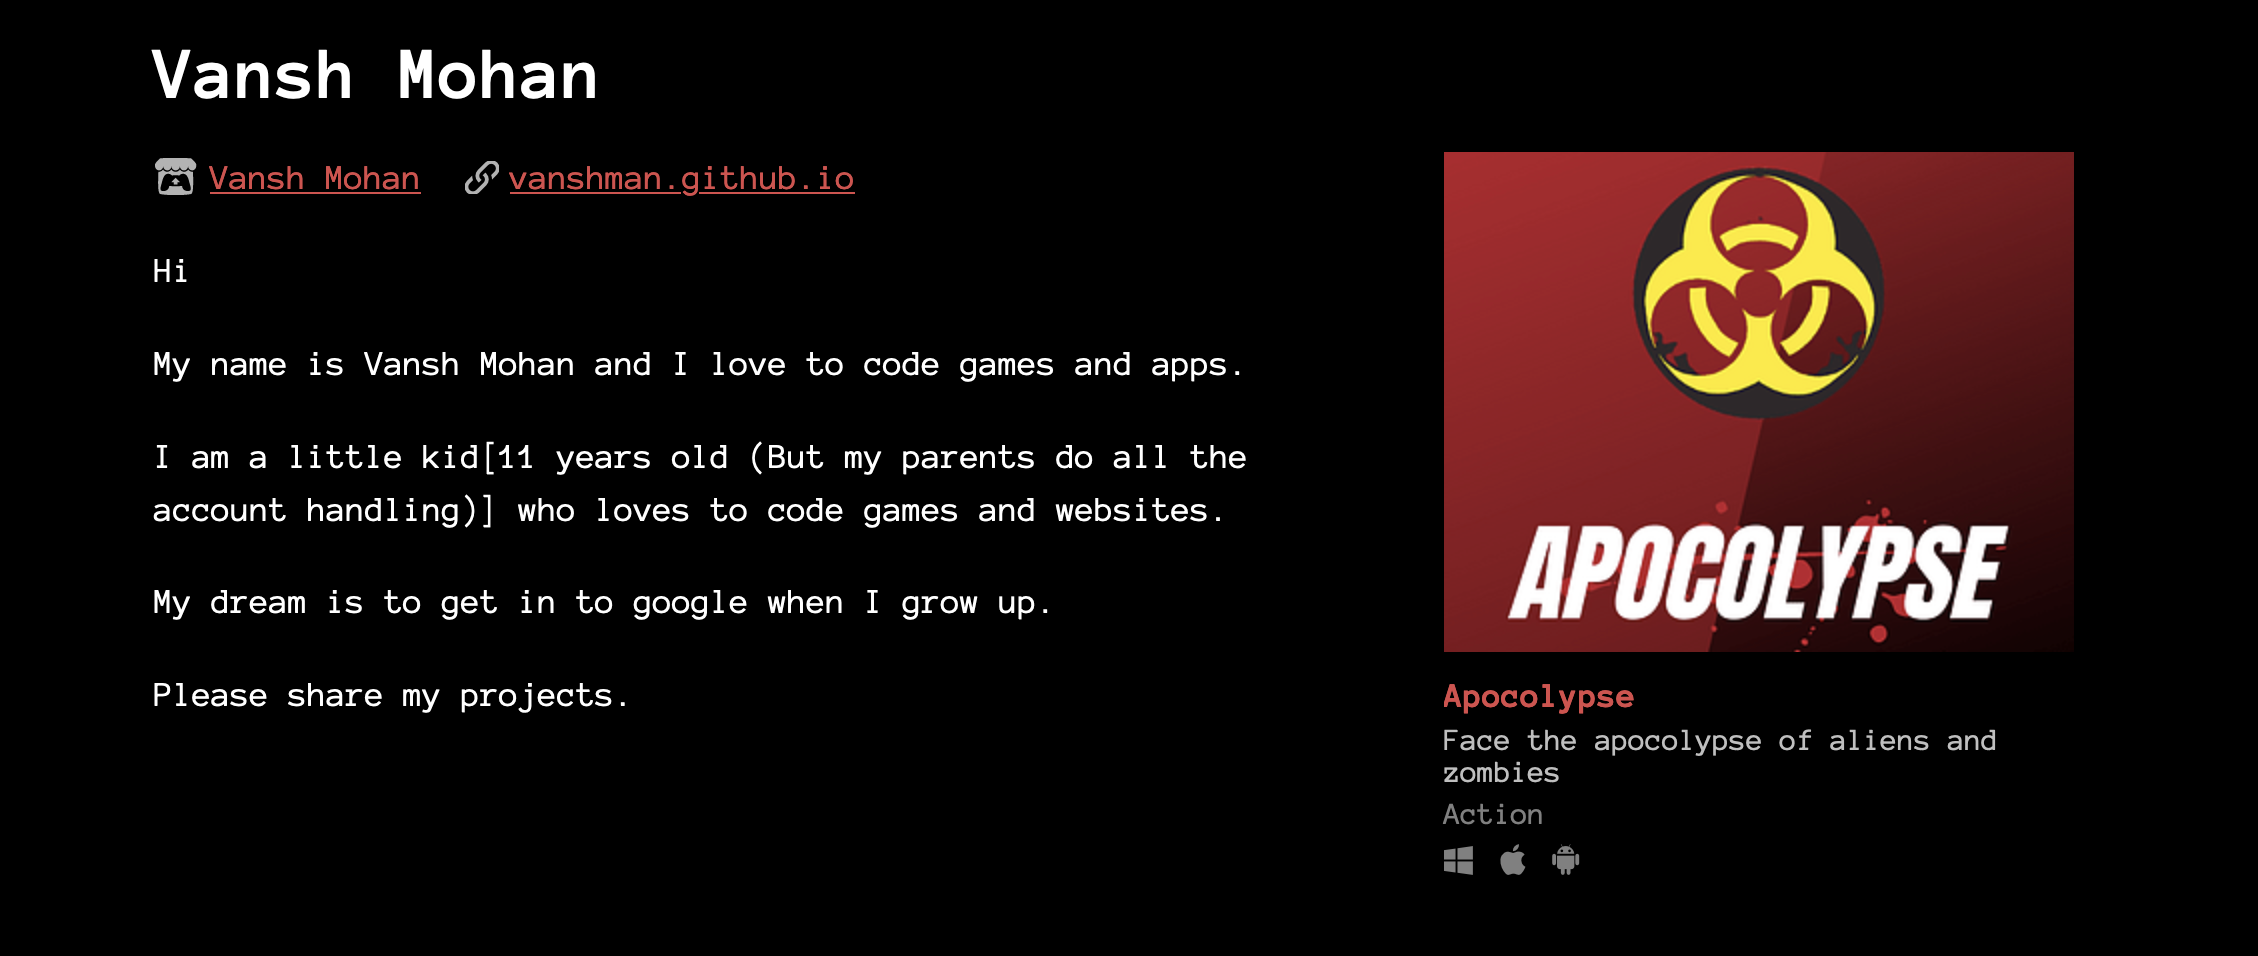 Vansh Mohan
Vansh Mohan
vanshman.github.io
Hi
My name is Vansh Mohan and I love to code games and apps.
I am a little kid[11 years old (But my parents do all the
account handling)] who loves to code games and websites.
My dream is to get in to google when I grow up.
Please share my projects.
APOCOLYPSE
Apocolypse
Face the apocolypse of aliens and
zombies
Action